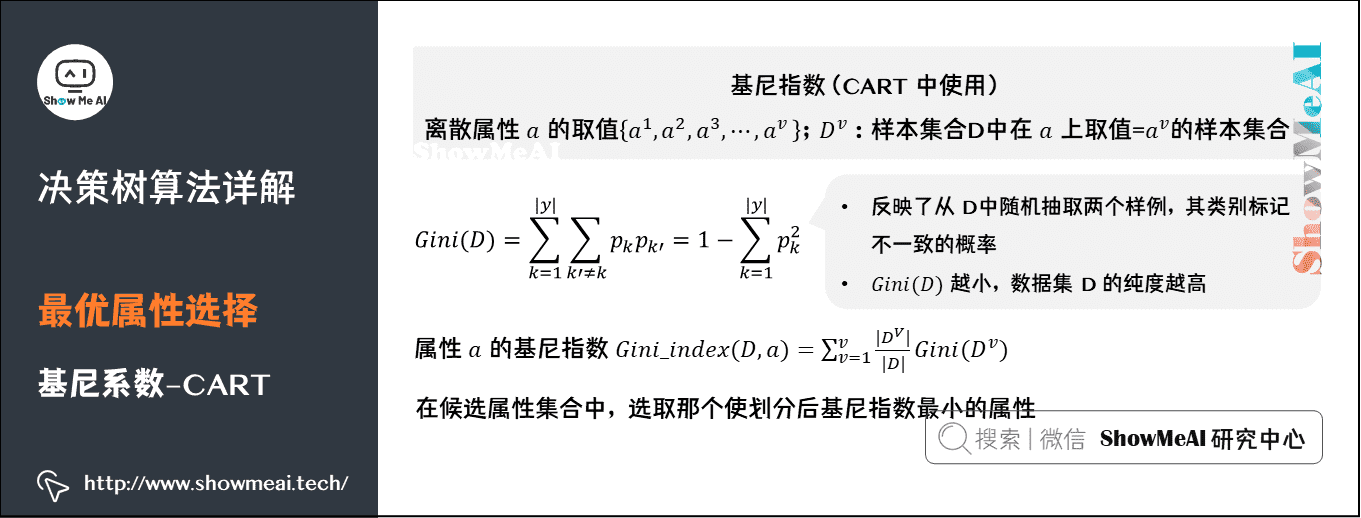 Show Me AI
决策树算法详解
最优属性选择
基尼系数-CART
http://www.showmeai.tech/
基尼指数（CART 中使用）
离散属性 a 的取值{a¹, a², a³, ⋯, aᵛ}；Dᵛ：样本集合D中在 a 上取值=aᵛ的样本集合
ShowMeAI
ShowMeAI
Gini(D) = ∑_{k=1}^{|y|} ∑_{k′≠k} p_k p_{k′} = 1 − ∑_{k=1}^{|y|} p_k^2
• 反映了从 D中随机抽取两个样例，其类别标记
不一致的概率
• Gini(D) 越小，数据集 D 的纯度越高
属性 a 的基尼指数 Gini_index(D, a) = ∑_{v=1}^{v} |D^V|/|D| Gini(D^v)
在候选属性集合中，选取那个使划分后基尼指数最小的属性
搜索 | 微信 ShowMeAI 研究中心